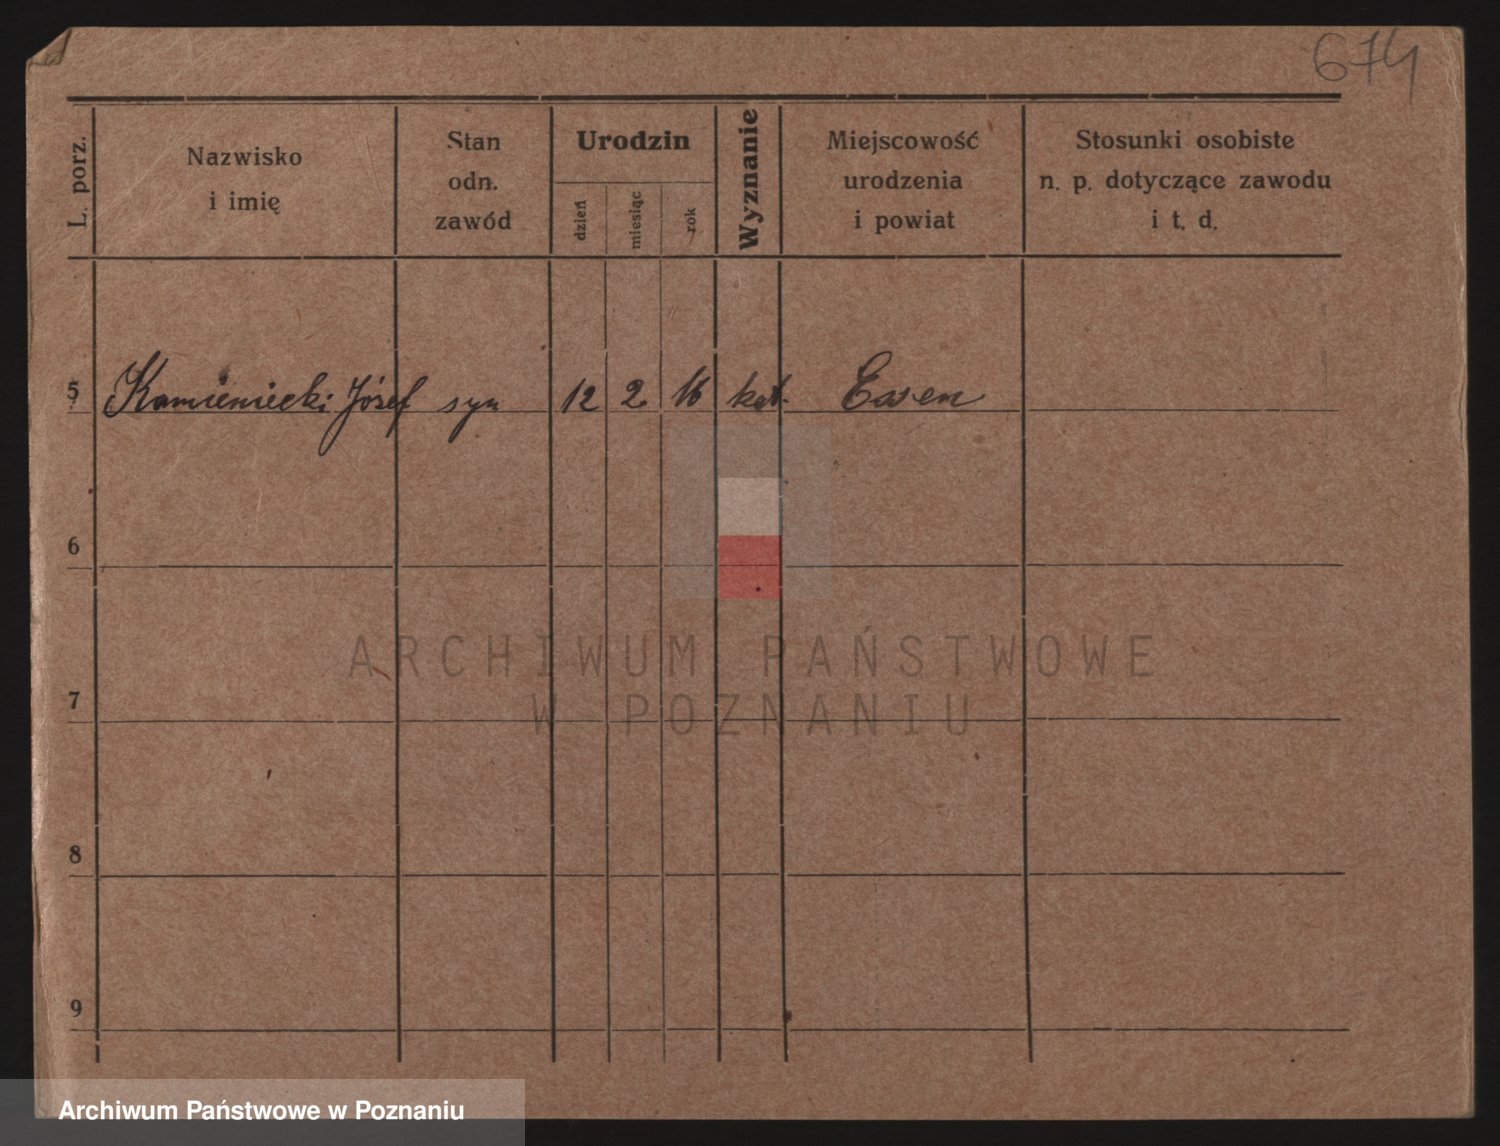 674
L. porz.
Nazwisko
i imię
Stan
odn.
zawód
Urodzin
dzień
miesiąc
rok
Wyznanie
Miejscowość
urodzenia
i powiat
Stosunki osobiste
n. p. dotyczące zawodu
i t. d.
5 Kamieniecki Józef syn 12 2 16 kat. Essen
6
ARCHIWUM PAŃSTWOWE
W POZNANIU
7
8
9
Archiwum Państwowe w Poznaniu